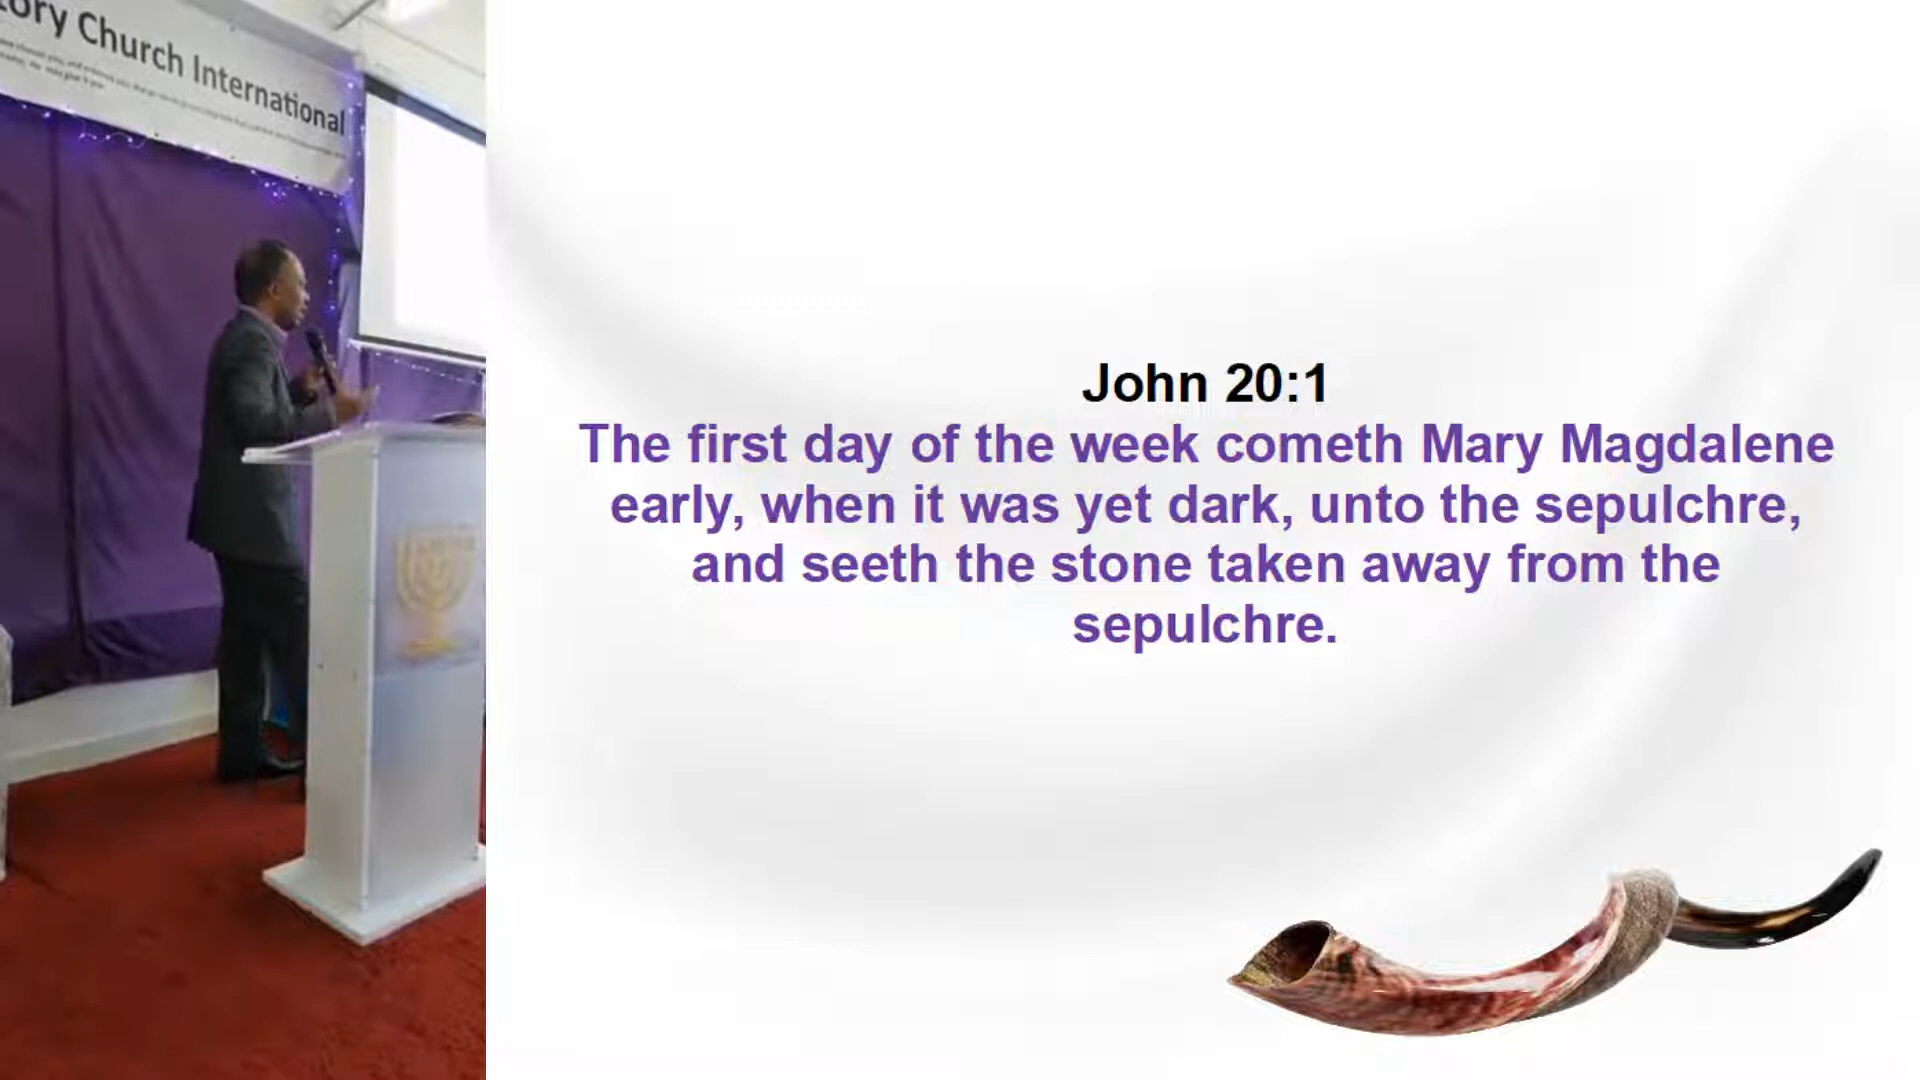 Church International
John 20:1
The first day of the week cometh Mary Magdalene
early, when it was yet dark, unto the sepulchre,
and seeth the stone taken away from the
sepulchre.